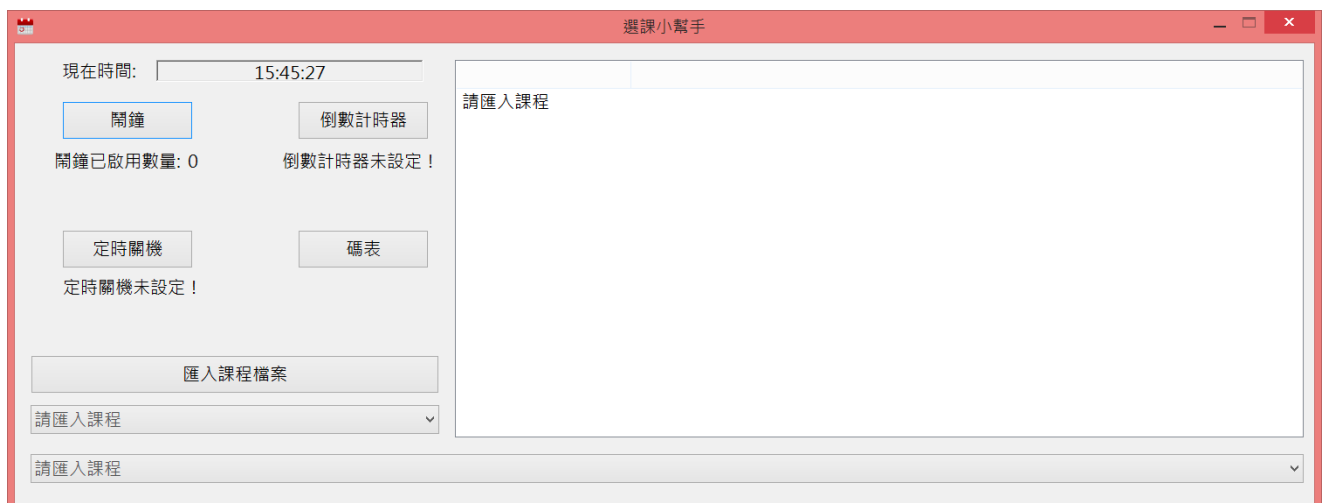 選課小幫手
現在時間: 15:45:27
鬧鐘 倒數計時器
鬧鐘已啟用數量: 0 倒數計時器未設定！
定時關機 碼表
定時關機未設定！
匯入課程檔案
請匯入課程
請匯入課程
請匯入課程